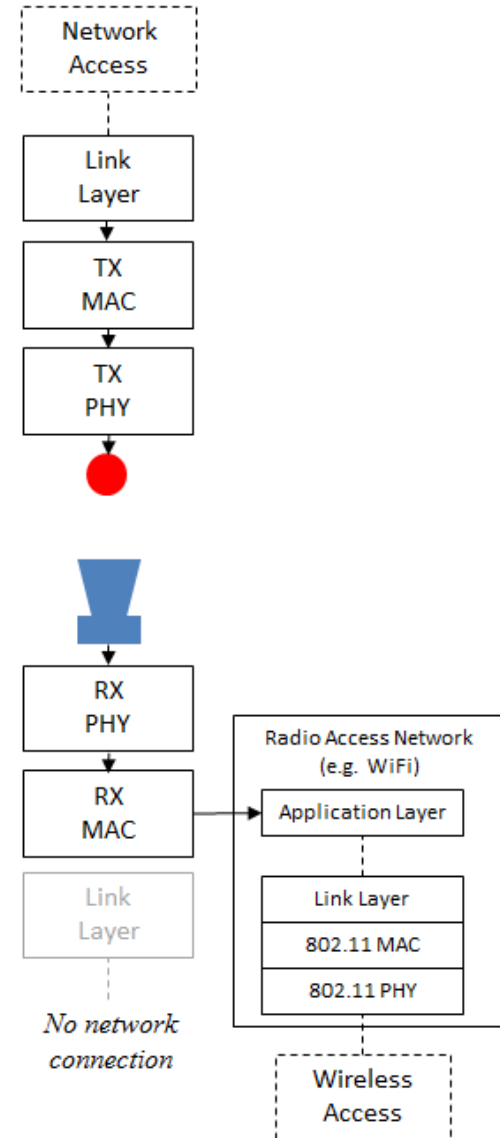 Network
Access
Link
Layer
TX
MAC
TX
PHY
RX
PHY
RX
MAC
Link
Layer
No network
connection
Radio Access Network
(e.g. WiFi)
Application Layer
Link Layer
802.11 MAC
802.11 PHY
Wireless
Access